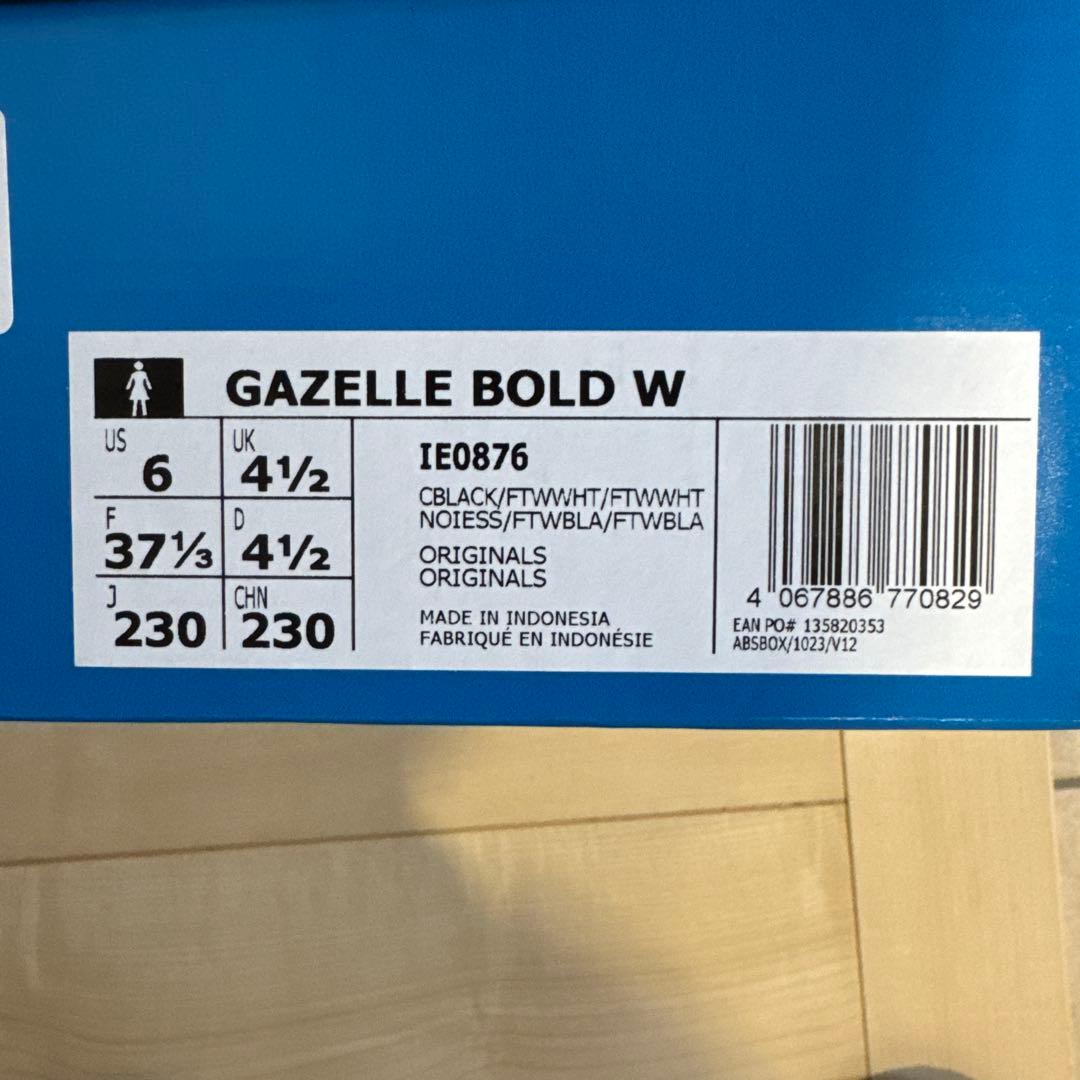 GAZELLE BOLD W
US 6 UK 4½
F 37⅓ D 4½
J 230 CHN 230
IE0876
CBLACK/FTWWHT/FTWWHT
NOIESS/FTWBLA/FTWBLA
ORIGINALS
ORIGINALS
MADE IN INDONESIA
FABRIQUÉ EN INDONÉSIE
4 067886 770829
EAN PO# 135820353
ABSBOX/1023/V12